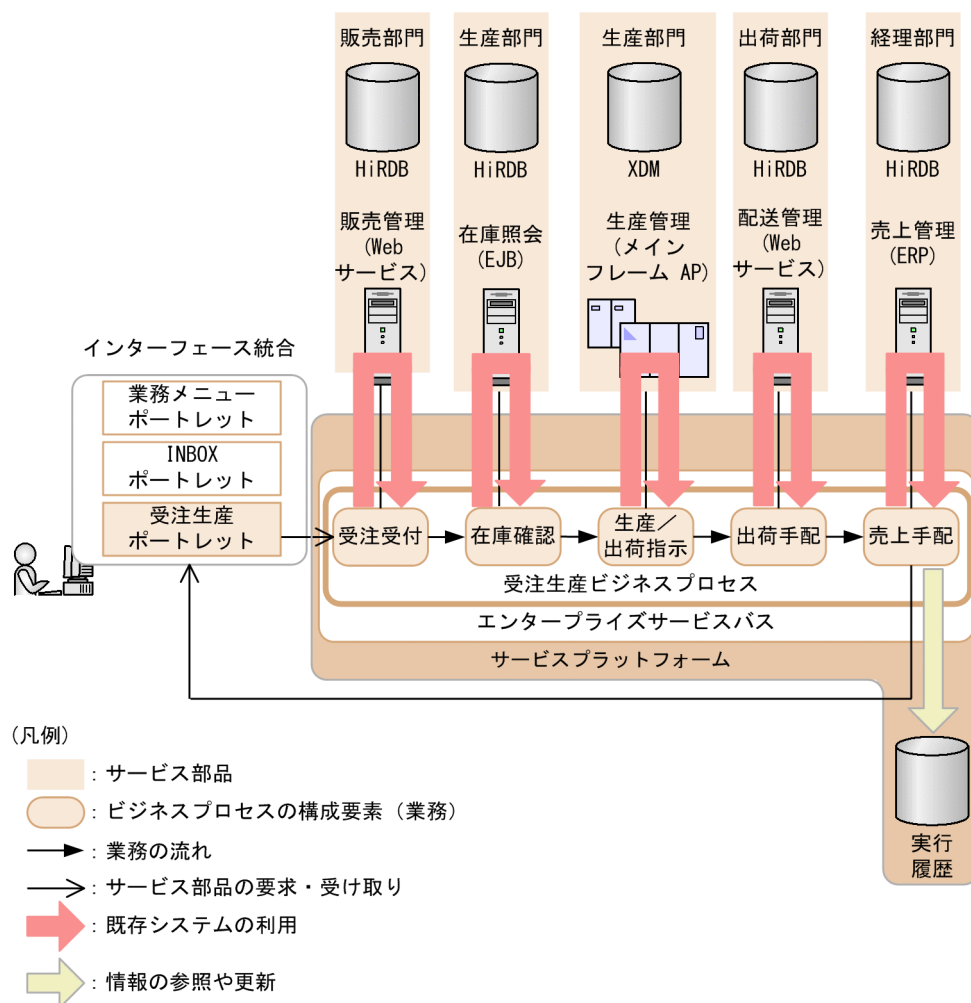 販売部門
生産部門
生産部門
出荷部門
経理部門
HiRDB
HiRDB
XDM
HiRDB
HiRDB
販売管理
(Web
サービス)
在庫照会
(EJB)
生産管理
(メイン
フレーム AP)
配送管理
(Web
サービス)
売上管理
(ERP)
インターフェース統合
業務メニュー
ポートレット
INBOX
ポートレット
受注生産
ポートレット
受注受付
在庫確認
生産／
出荷指示
出荷手配
売上手配
受注生産ビジネスプロセス
エンタープライズサービスバス
サービスプラットフォーム
実行
履歴
(凡例)
：サービス部品
：ビジネスプロセスの構成要素（業務）
：業務の流れ
：サービス部品の要求・受け取り
：既存システムの利用
：情報の参照や更新